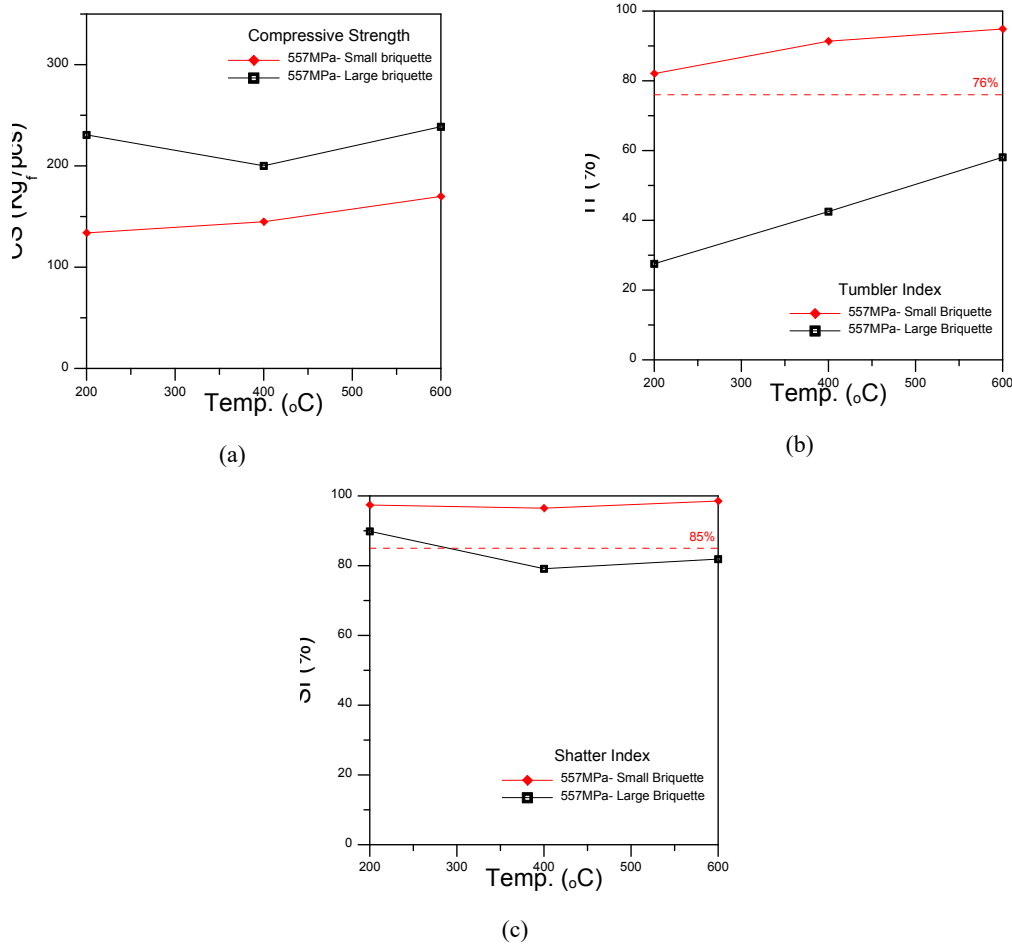 Compressive Strength
557MPa- Small briquette
557MPa- Large briquette
300
200
100
0
200
300
400
500
600
Temp. (oC)
(a)
100
80
60
40
20
0
76%
Tumbler Index
557MPa- Small Briquette
557MPa- Large Briquette
200
300
400
500
600
Temp. (oC)
(b)
100
80
60
40
20
0
85%
SI (%)
Shatter Index
557MPa- Small Briquette
557MPa- Large Briquette
200
300
400
500
600
Temp. (oC)
(c)